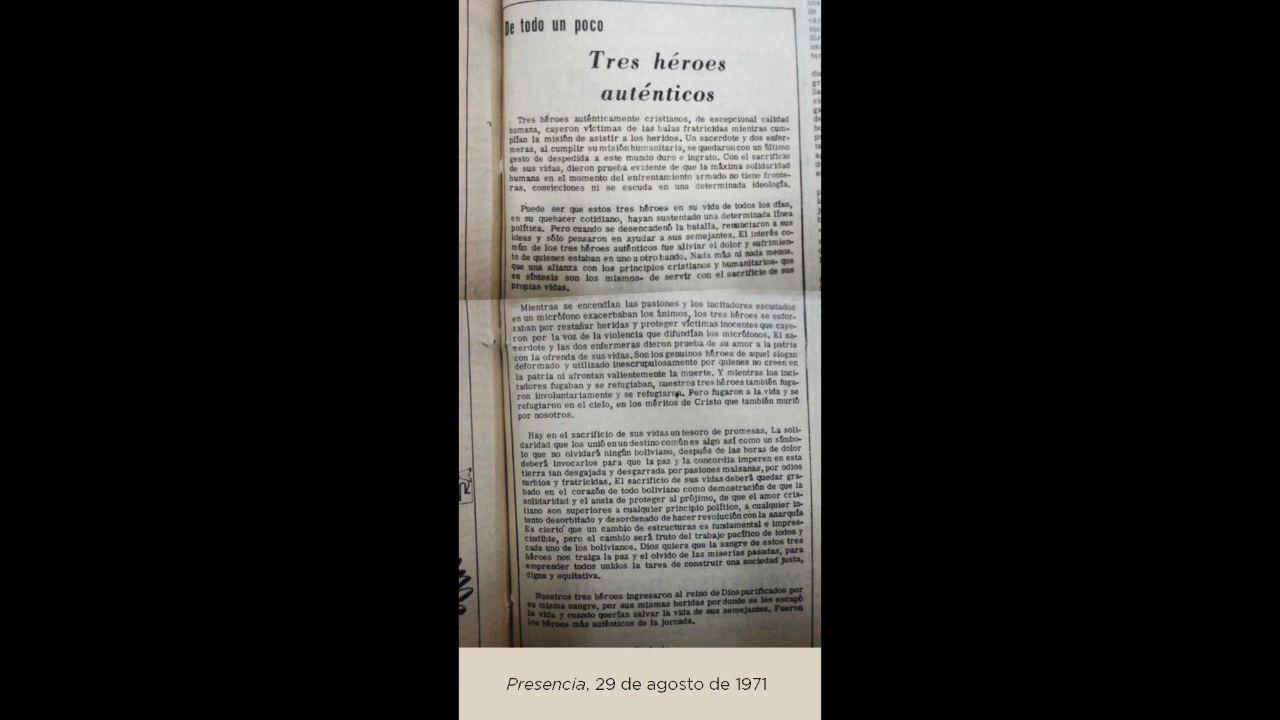 De todo un poco
Tres héroes
auténticos
Tres héroes auténticamente cristianos, de excepcional calidad
humana, cayeron víctimas de las balas fratricidas mientras cum-
plían la misión de asistir a los heridos. Un sacerdote y dos enfer-
meras, al cumplir su misión humanitaria, se quedaron con un último
gesto de despedida a este mundo duro e ingrato. Con el sacrificio
de sus vidas, dieron prueba evidente de que la máxima solidaridad
humana en el momento del enfrentamiento armado no tiene fronte-
ras, convicciones ni se escuda en una determinada ideología.
Puede ser que estos tres héroes en su vida de todos los días,
en su quehacer cotidiano, hayan sustentado una determinada línea
política. Pero cuando se desencadenó la batalla, renunciaron a sus
ideas y sólo pensaron en ayudar a sus semejantes. El interés co-
mún de los tres héroes auténticos fue aliviar el dolor y sufrimien-
to de quienes estaban en uno u otro bando. Nada más ni nada menos,
que una alianza con los principios cristianos y humanitarios- que
en síntesis son los mismos- de servir con el sacrificio de sus
propias vidas.
Mientras se encendían las pasiones y los incitadores escudados
en un micrófono exacerbaban los ánimos, los tres héroes se esfor-
zaban por restañar heridas y proteger víctimas inocentes que caye-
ron por la voz de la violencia que difundían los micrófonos. El sa-
cerdote y las dos enfermeras dieron prueba de su amor a la patria
con la ofrenda de sus vidas. Son los genuinos héroes de aquel slogan
deformado y utilizado inescrupulosamente por quienes no creen en
la patria ni afrontan valientemente la muerte. Y mientras los inci-
tadores fugaban y se refugiaban, nuestros tres héroes también fuga-
ron involuntariamente y se refugiaron. Pero fugaron a la vida y se
refugiaron en el cielo, en los méritos de Cristo que también murió
por nosotros.
Hay en el sacrificio de sus vidas un tesoro de promesas. La soli-
daridad que los unió en un destino común es algo así como un símbo-
lo que no olvidará ningún boliviano, después de las horas de dolor
deberá invocarlos para que la paz y la concordia imperen en esta
tierra tan desgajada y desgarrada por pasiones malsanas, por odios
turbios y fratricidas. El sacrificio de sus vidas deberá quedar gra-
bado en el corazón de todo boliviano como demostración de que la
solidaridad y el ansia de proteger al prójimo, de que el amor cris-
tiano son superiores a cualquier principio político, a cualquier in-
tento desorbitado y desordenado de hacer revolución con la anarquía
Es cierto que un cambio de estructuras es fundamental e impres-
cindible, pero el cambio será fruto del trabajo pacífico de todos y
cada uno de los bolivianos. Dios quiera que la sangre de estos tres
héroes nos traiga la paz y el olvido de las miserias pasadas, para
emprender todos unidos la tarea de construir una sociedad justa,
digna y equitativa.
Nuestros tres héroes ingresaron al reino de Dios purificados por
su misma sangre, por sus mismas heridas por donde se les escapó
la vida y cuando querían salvar la vida de sus semejantes. Fueron
los héroes más auténticos de la jornada.
Presencia, 29 de agosto de 1971